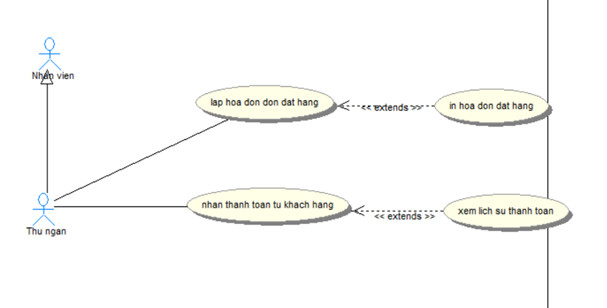 Nhan vien
lap hoa don don dat hang
<< extends >>
in hoa don dat hang
nhan thanh toan tu khach hang
<< extends >>
xem lich su thanh toan
Thu ngan